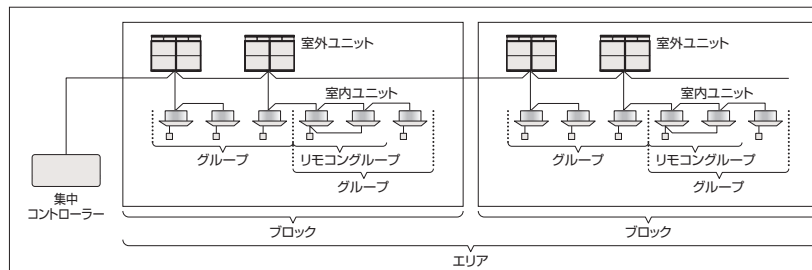 室外ユニット
室外ユニット
室内ユニット
室内ユニット
グループ
リモコングループ
グループ
リモコングループ
グループ
グループ
集中
コントローラー
ブロック
ブロック
エリア